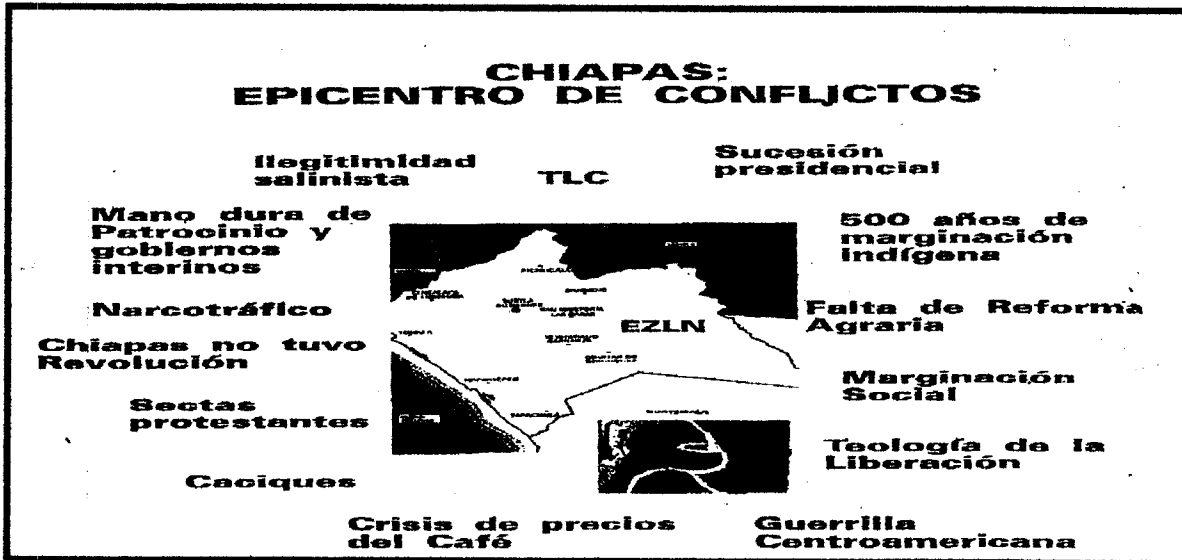 CHIAPAS:
EPICENTRO DE CONFLICTOS
Ilegitimidad
salinista
TLC
Sucesión
presidencial
Mano dura de
Patrocinio y
gobiernos
interinos
500 años de
marginación
Indígena
Narcotráfico
EZLN
Falta de Reforma
Agraria
Chiapas no tuvo
Revolución
Marginación
Social
Sectas
protestantes
Teología de la
Liberación
Caciques
Crisis de precios
del Café
Guerrilla
Centroamericana